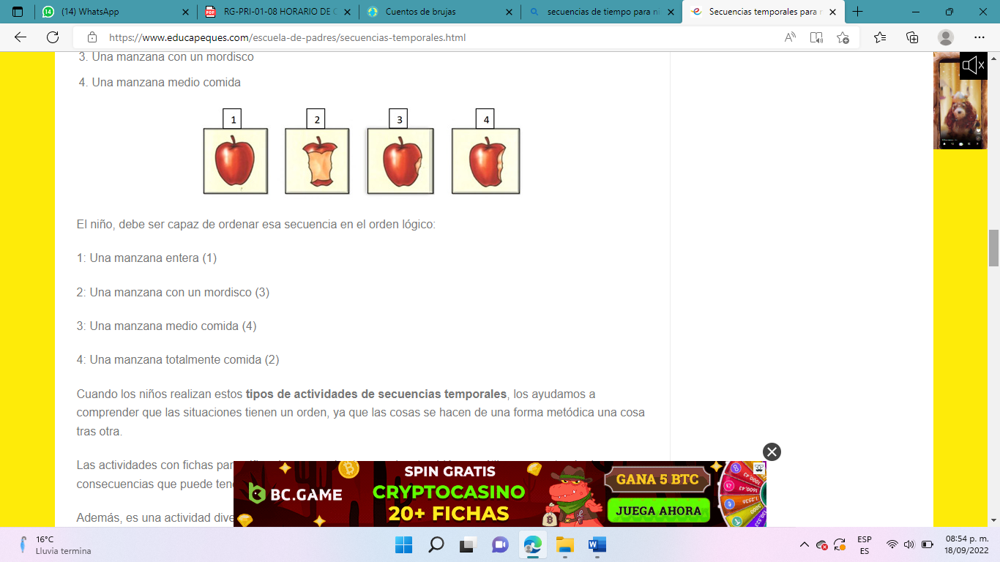 (14) WhatsApp
RG-PRI-01-08 HORARIO DE
Cuentos de brujas
secuencias de tiempo para ni
Secuencias temporales para
https://www.educapeques.com/escuela-de-padres/secuencias-temporales.html
3. Una manzana con un mordisco
4. Una manzana medio comida
1 2 3 4
El niño, debe ser capaz de ordenar esa secuencia en el orden lógico:
1: Una manzana entera (1)
2: Una manzana con un mordisco (3)
3: Una manzana medio comida (4)
4: Una manzana totalmente comida (2)
Cuando los niños realizan estos tipos de actividades de secuencias temporales, los ayudamos a
comprender que las situaciones tienen un orden, ya que las cosas se hacen de una forma metódica una cosa
tras otra.
Las actividades con fichas par
consecuencias que puede ten
Además, es una actividad dive
BC.GAME
SPIN GRATIS
CRYPTOCASINO
20+ FICHAS
GANA 5 BTC
JUEGA AHORA
16°C
Lluvia termina
ESP
ES
08:54 p. m.
18/09/2022